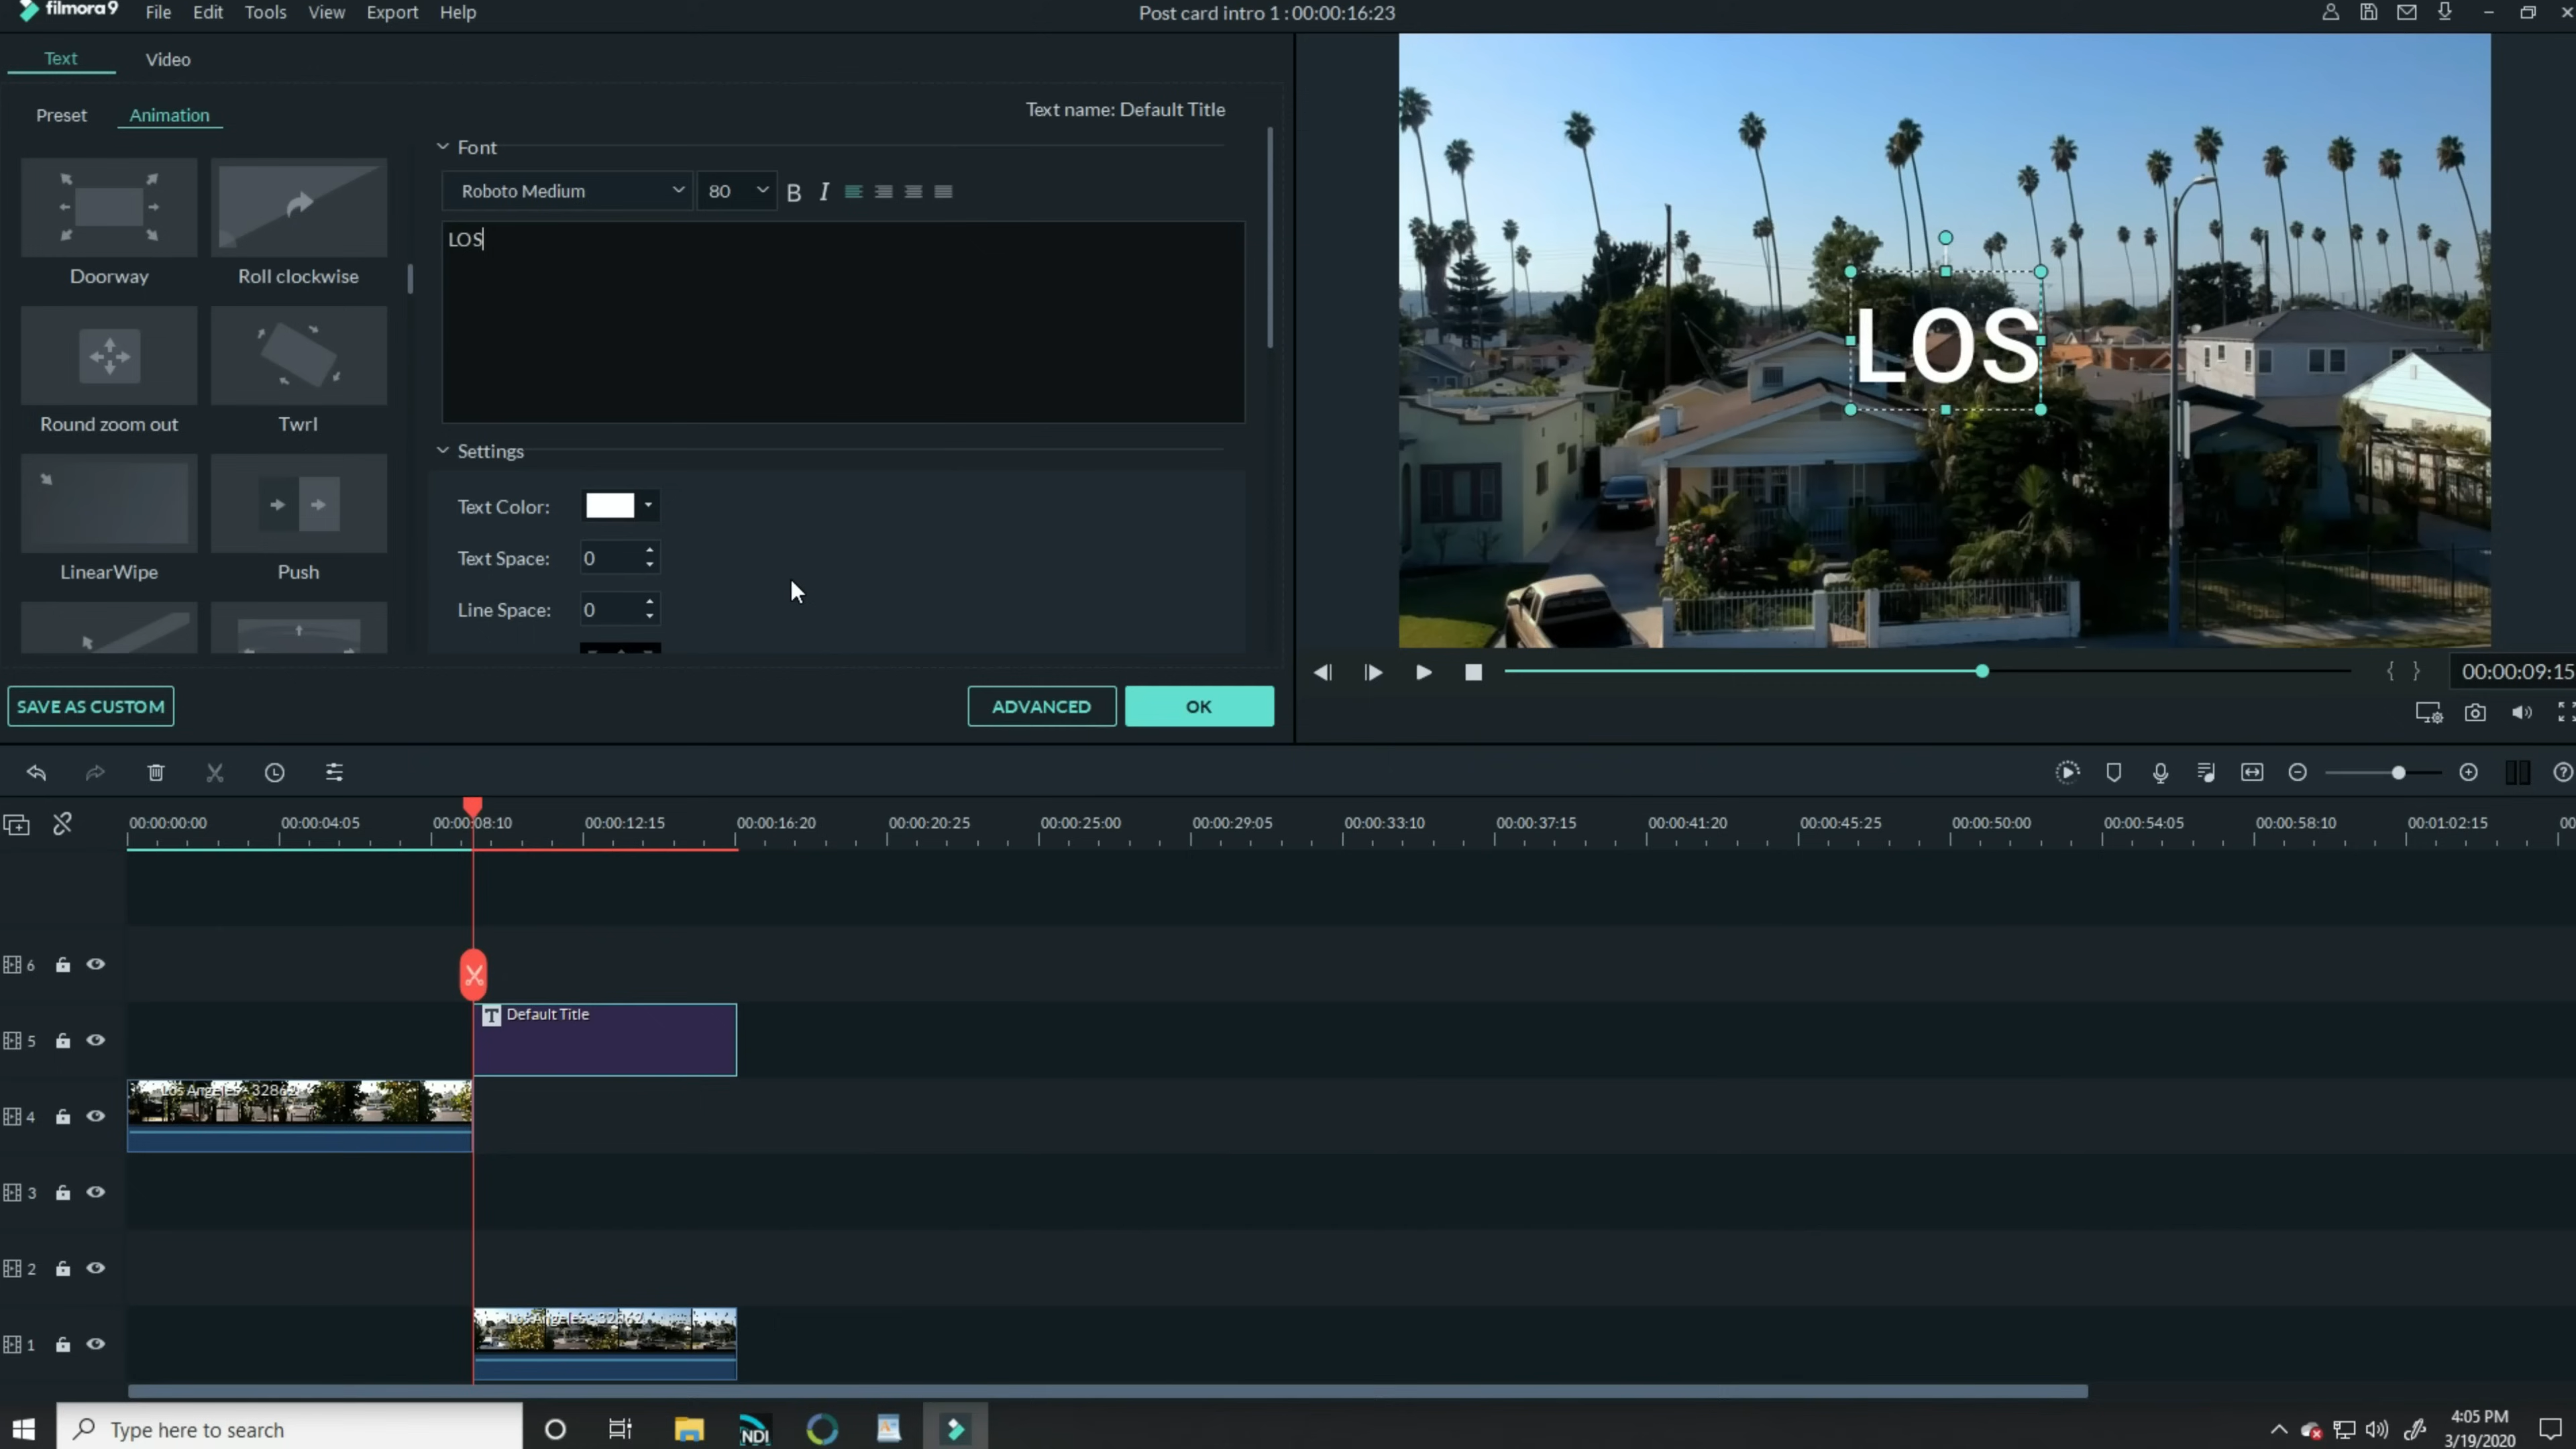 filmora9 File Edit Tools View Export Help Post card intro 1 : 00:00:16:23
Text Video
Preset Animation Text name: Default Title
Font
Roboto Medium 80 B I
LOS
Doorway Roll clockwise
Round zoom out Twrl
LinearWipe Push
Settings
Text Color:
Text Space: 0
Line Space: 0
LOS
SAVE AS CUSTOM ADVANCED OK
{ } 00:00:09:15
00:00:00:00 00:00:04:05 00:00:08:10 00:00:12:15 00:00:16:20 00:00:20:25 00:00:25:00 00:00:29:05 00:00:33:10 00:00:37:15 00:00:41:20 00:00:45:25 00:00:50:00 00:00:54:05 00:00:58:10 00:01:02:15 00
6
T Default Title
5
Los Angeles - 32862
4
3
2
Los Angeles - 32862
1
Type here to search NDI
4:05 PM
3/19/2020